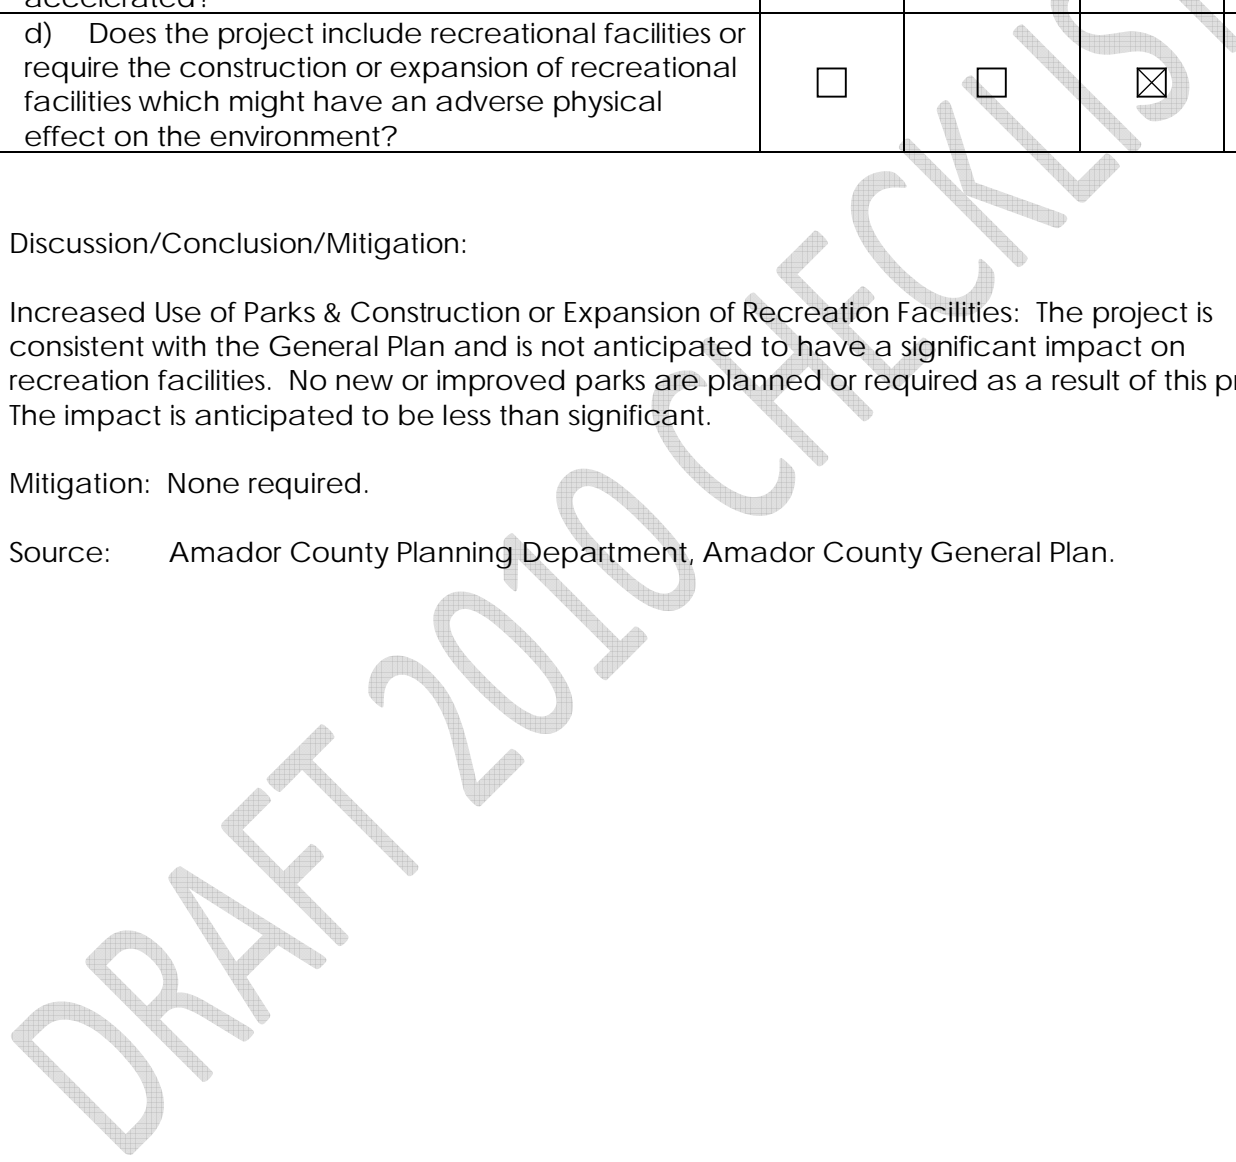 accelerated?
d) Does the project include recreational facilities or
require the construction or expansion of recreational
facilities which might have an adverse physical
effect on the environment?
☐ ☐ ☒
Discussion/Conclusion/Mitigation:
Increased Use of Parks & Construction or Expansion of Recreation Facilities: The project is
consistent with the General Plan and is not anticipated to have a significant impact on
recreation facilities. No new or improved parks are planned or required as a result of this
The impact is anticipated to be less than significant.
Mitigation: None required.
Source: Amador County Planning Department, Amador County General Plan.
DRAFT 2010 CHECKLIST